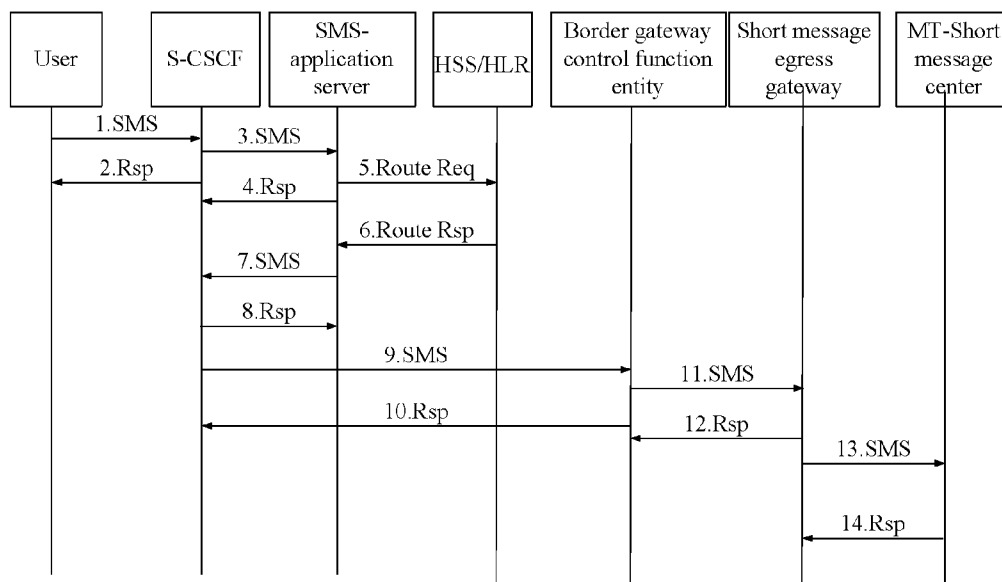 User
S-CSCF
SMS-
application
server
HSS/HLR
Border gateway
control function
entity
Short message
egress
gateway
MT-Short
message
center
1.SMS
3.SMS
2.Rsp
5.Route Req
4.Rsp
6.Route Rsp
7.SMS
8.Rsp
9.SMS
11.SMS
10.Rsp
12.Rsp
13.SMS
14.Rsp